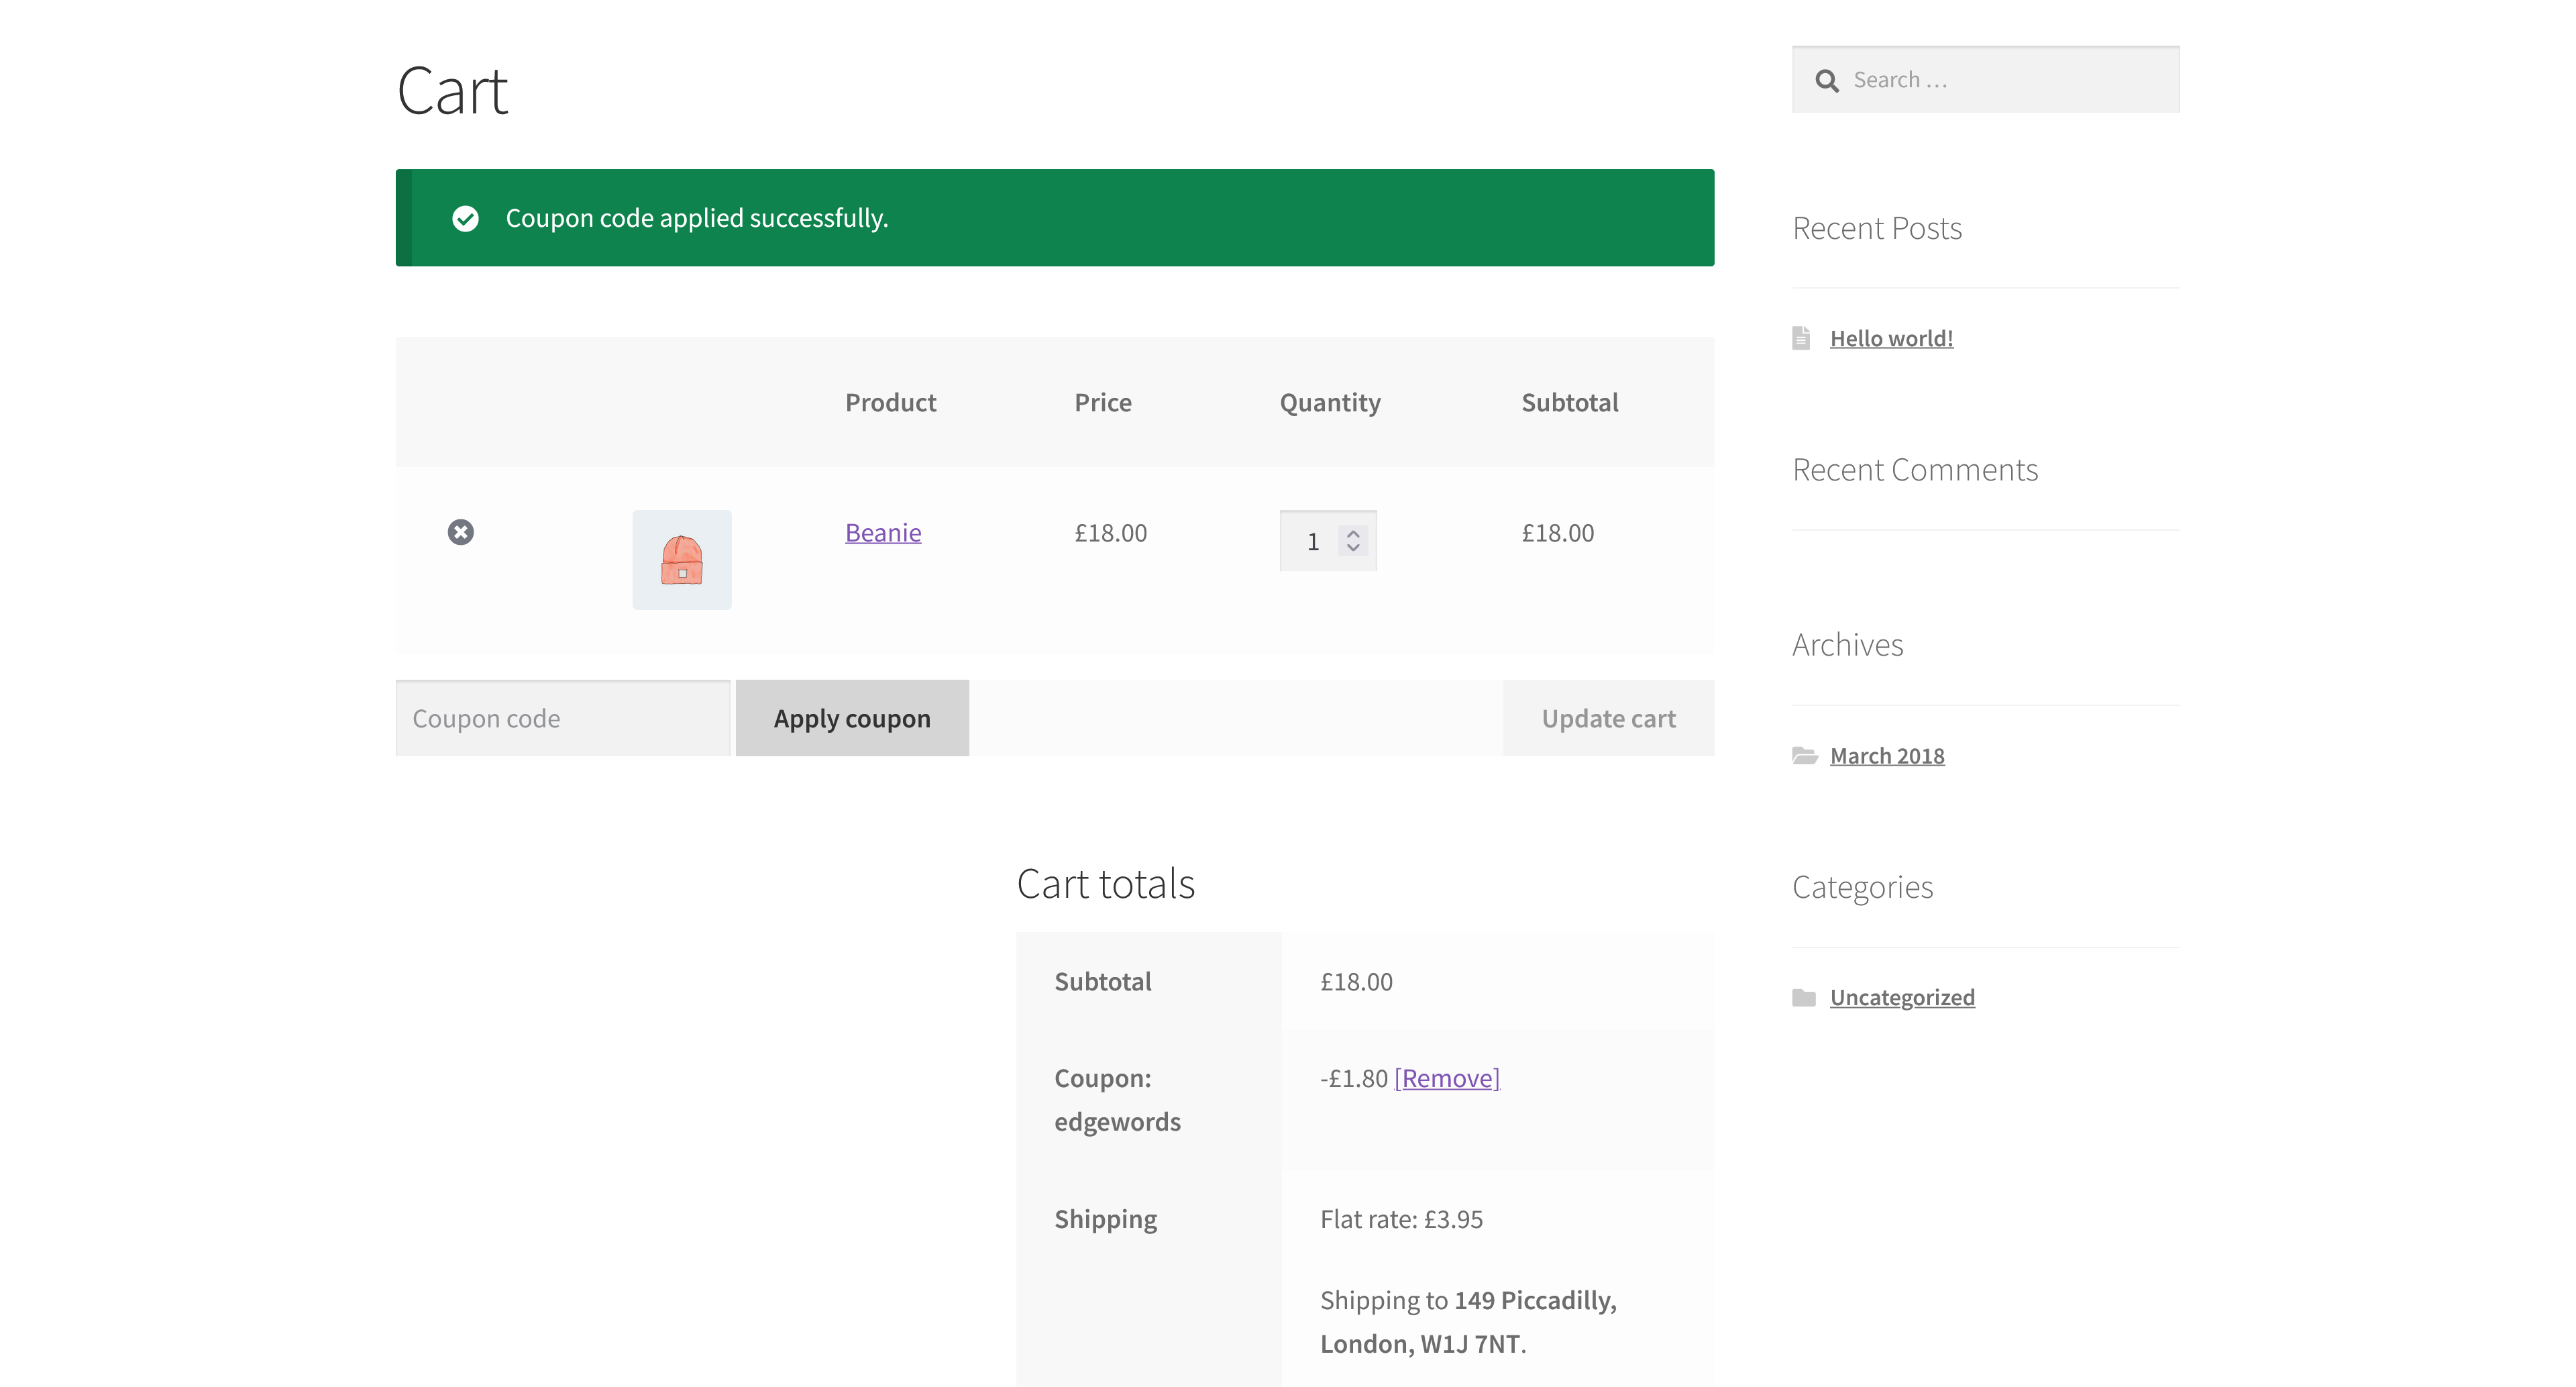 Cart
Coupon code applied successfully.
Product Price Quantity Subtotal
Beanie £18.00 1 £18.00
Coupon code Apply coupon Update cart
Cart totals
Subtotal £18.00
Coupon: -£1.80 [Remove]
edgewords
Shipping Flat rate: £3.95
Shipping to 149 Piccadilly,
London, W1J 7NT.
Search …
Recent Posts
Hello world!
Recent Comments
Archives
March 2018
Categories
Uncategorized